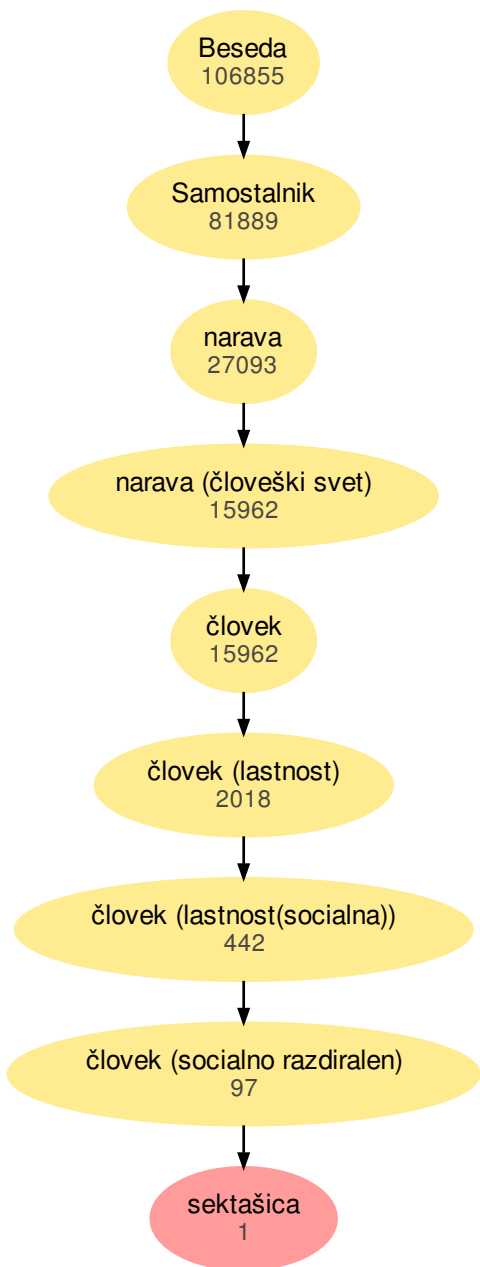 Beseda
106855
Samostalnik
81889
narava
27093
narava (človeški svet)
15962
človek
15962
človek (lastnost)
2018
človek (lastnost(socialna))
442
človek (socialno razdiralen)
97
sektašica
1